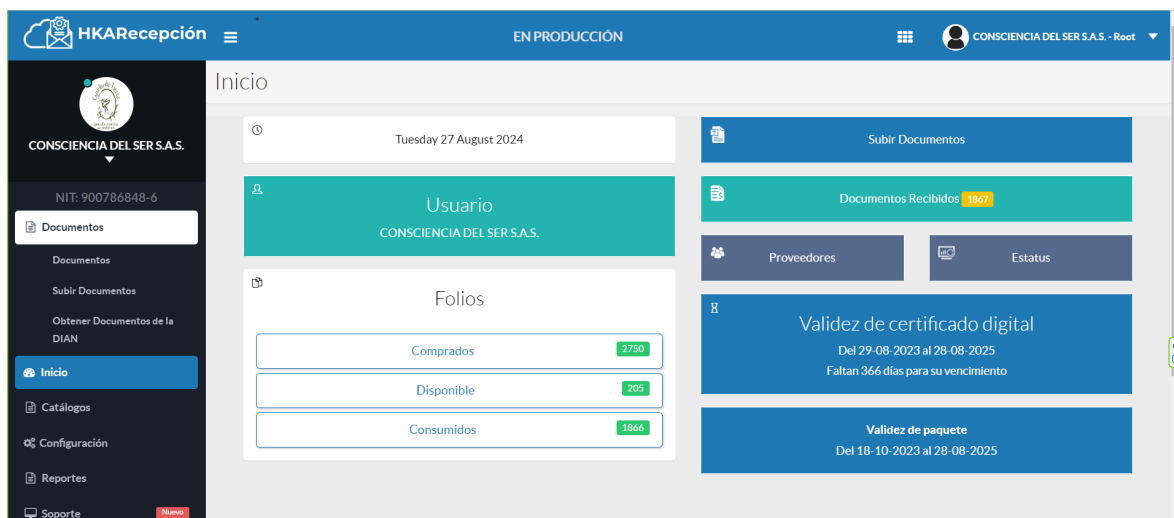 HKARecepción
EN PRODUCCIÓN
CONSCIENCIA DEL SER S.A.S. - Root
CONSCIENCIA DEL SER S.A.S.
NIT: 900786848-6
Documentos
Documentos
Subir Documentos
Obtener Documentos de la
DIAN
Inicio
Catálogos
Configuración
Reportes
Soporte
Nuevo
Inicio
Tuesday 27 August 2024
Usuario
CONSCIENCIA DEL SER S.A.S.
Folios
Comprados 2750
Disponible 205
Consumidos 1866
Subir Documentos
Documentos Recibidos 1867
Proveedores
Estatus
Validez de certificado digital
Del 29-08-2023 al 28-08-2025
Faltan 366 días para su vencimiento
Validez de paquete
Del 18-10-2023 al 28-08-2025